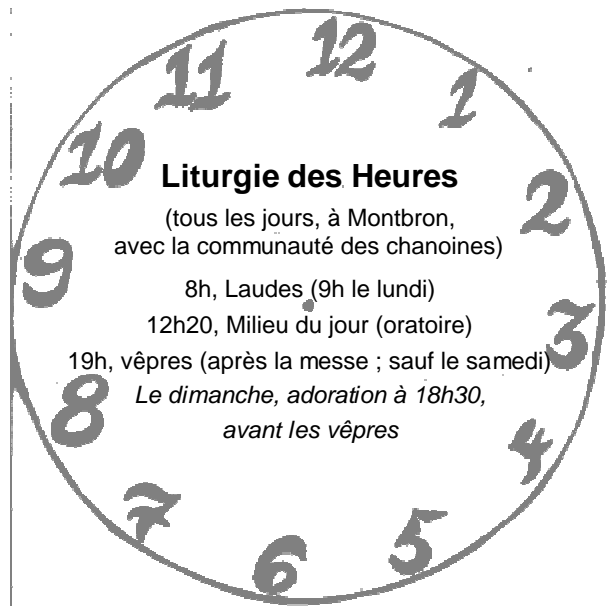 12
11
1
10
Liturgie des Heures
2
(tous les jours, à Montbron,
avec la communauté des chanoines)
9
8h, Laudes (9h le lundi)
12h20, Milieu du jour (oratoire)
3
19h, vêpres (après la messe ; sauf le samedi)
Le dimanche, adoration à 18h30,
8
avant les vêpres
4
7
5
6